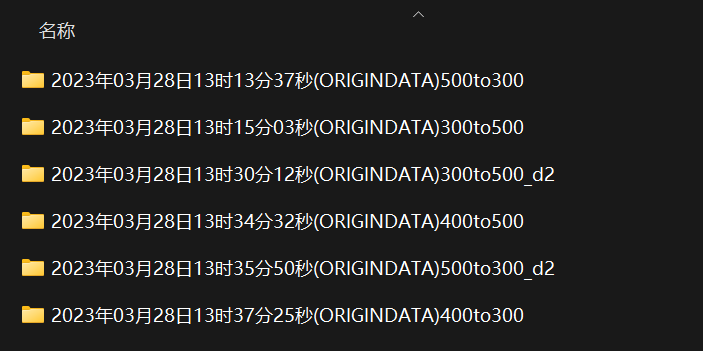 名称
2023年03月28日13时13分37秒(ORIGINDATA)500to300
2023年03月28日13时15分03秒(ORIGINDATA)300to500
2023年03月28日13时30分12秒(ORIGINDATA)300to500_d2
2023年03月28日13时34分32秒(ORIGINDATA)400to500
2023年03月28日13时35分50秒(ORIGINDATA)500to300_d2
2023年03月28日13时37分25秒(ORIGINDATA)400to300